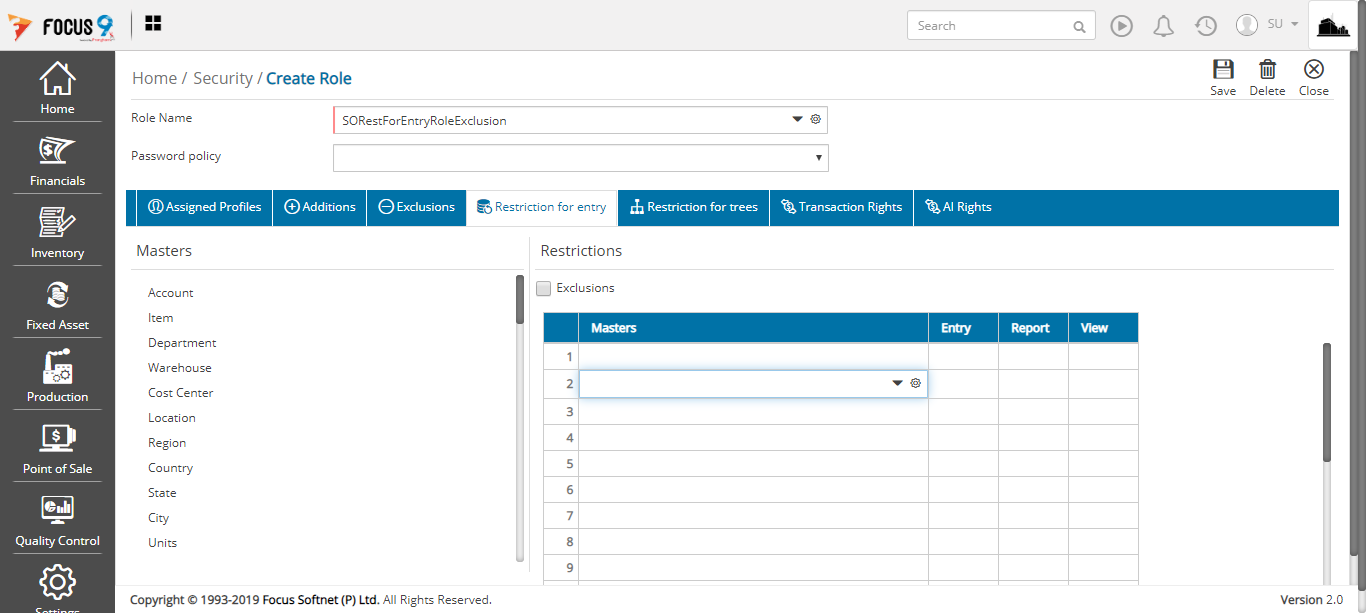 FOCUS 9
Search
SU
Home
Financials
Inventory
Fixed Asset
Production
Point of Sale
Quality Control
Settings
Home / Security / Create Role
Save
Delete
Close
Role Name
SORestForEntryRoleExclusion
Password policy
Assigned Profiles
Additions
Exclusions
Restriction for entry
Restriction for trees
Transaction Rights
AI Rights
Masters
Account
Item
Department
Warehouse
Cost Center
Location
Region
Country
State
City
Units
Restrictions
Exclusions
Masters Entry Report View
1
2
3
4
5
6
7
8
9
Copyright © 1993-2019 Focus Softnet (P) Ltd. All Rights Reserved.
Version 2.0